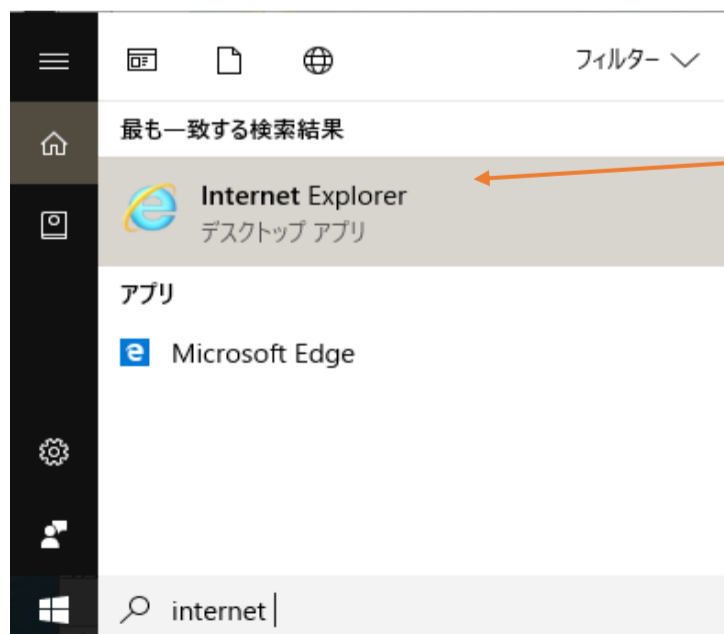 フィルター
最も一致する検索結果
Internet Explorer
デスクトップ アプリ
アプリ
Microsoft Edge
internet